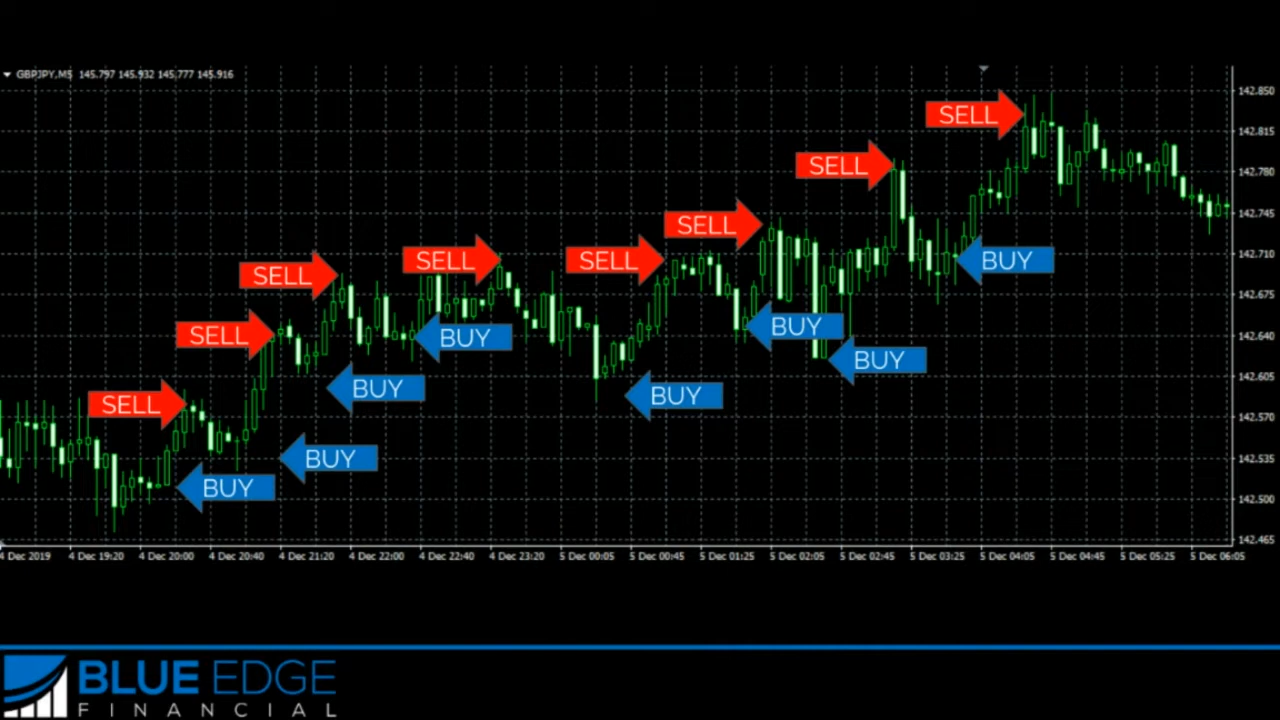 GBPJPY,M5 145.797 145.932 145.777 145.916
142.850
SELL
142.815
SELL
142.780
142.745
SELL
142.710
SELL
SELL
SELL
BUY
142.675
BUY
SELL
BUY
142.640
BUY
142.605
BUY
BUY
SELL
142.570
BUY
142.535
BUY
142.500
142.465
4 Dec 2019 4 Dec 19:20 4 Dec 20:00 4 Dec 20:40 4 Dec 21:20 4 Dec 22:00 4 Dec 22:40 4 Dec 23:20 5 Dec 00:05 5 Dec 00:45 5 Dec 01:25 5 Dec 02:05 5 Dec 02:45 5 Dec 03:25 5 Dec 04:05 5 Dec 04:45 5 Dec 05:25 5 Dec 06:05
BLUE EDGE
FINANCIAL